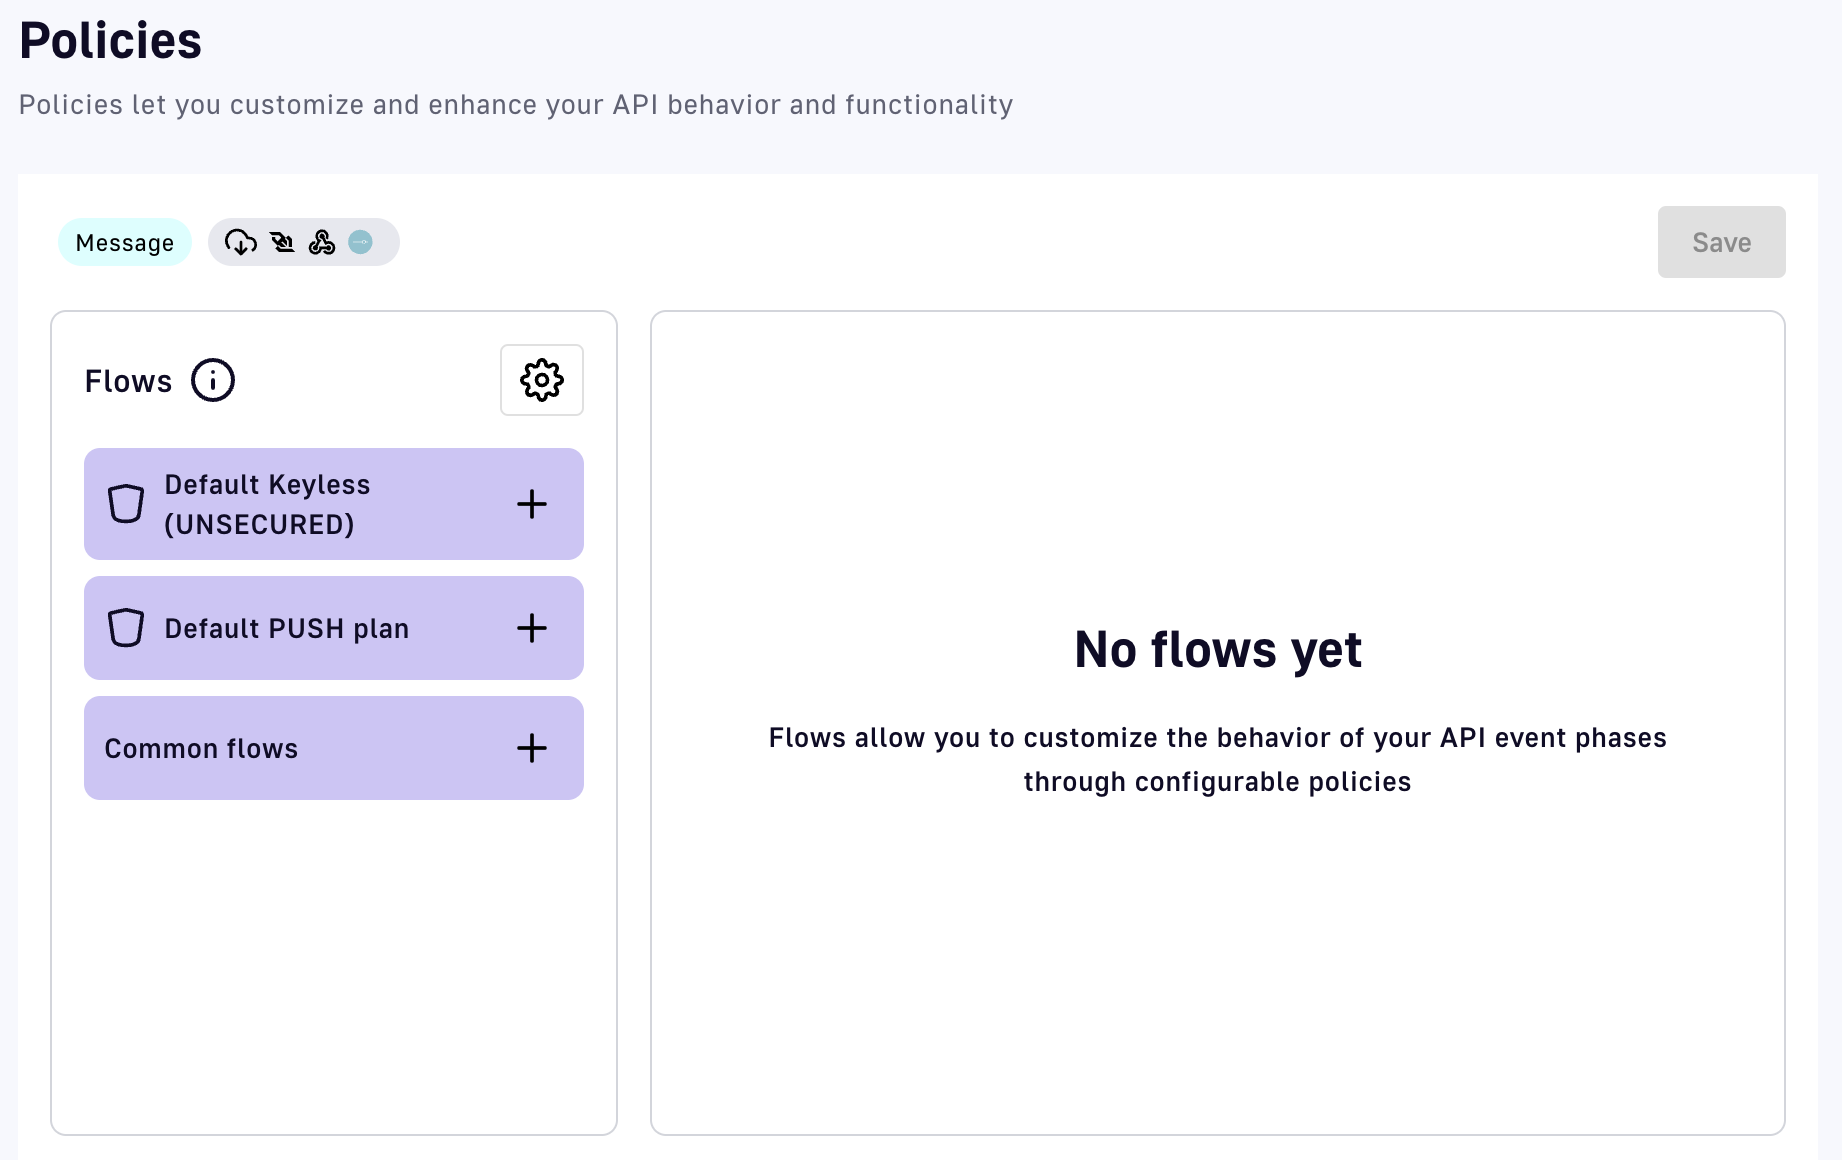 Policies
Policies let you customize and enhance your API behavior and functionality
Message
Save
Flows
Default Keyless
(UNSECURED)
Default PUSH plan
Common flows
No flows yet
Flows allow you to customize the behavior of your API event phases
through configurable policies